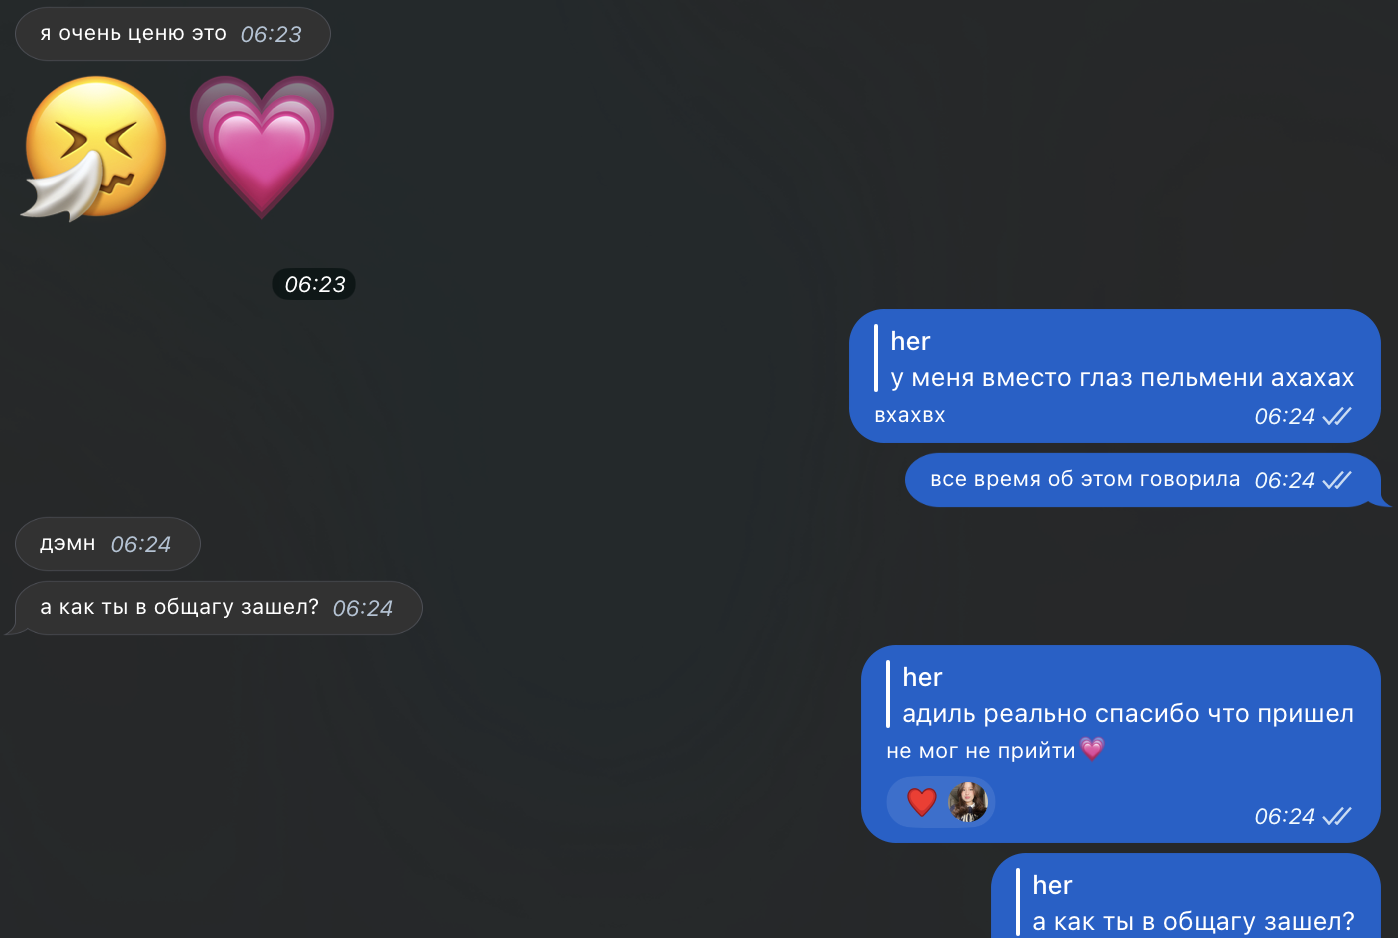 я очень ценю это 06:23
06:23
her
у меня вместо глаз пельмени ахахах
вхахвх 06:24
все время об этом говорила 06:24
дэмн 06:24
а как ты в общагу зашел? 06:24
her
адиль реально спасибо что пришел
не мог не прийти💗
06:24
her
а как ты в общагу зашел?